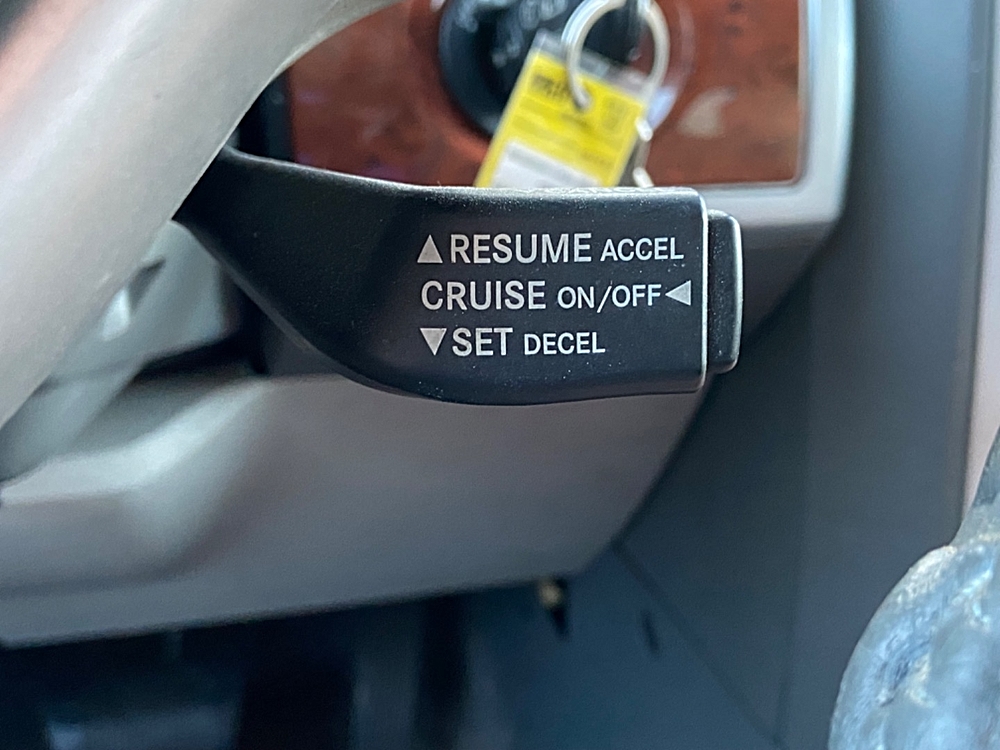 ▲RESUME ACCEL
CRUISE ON/OFF◀
▼SET DECEL